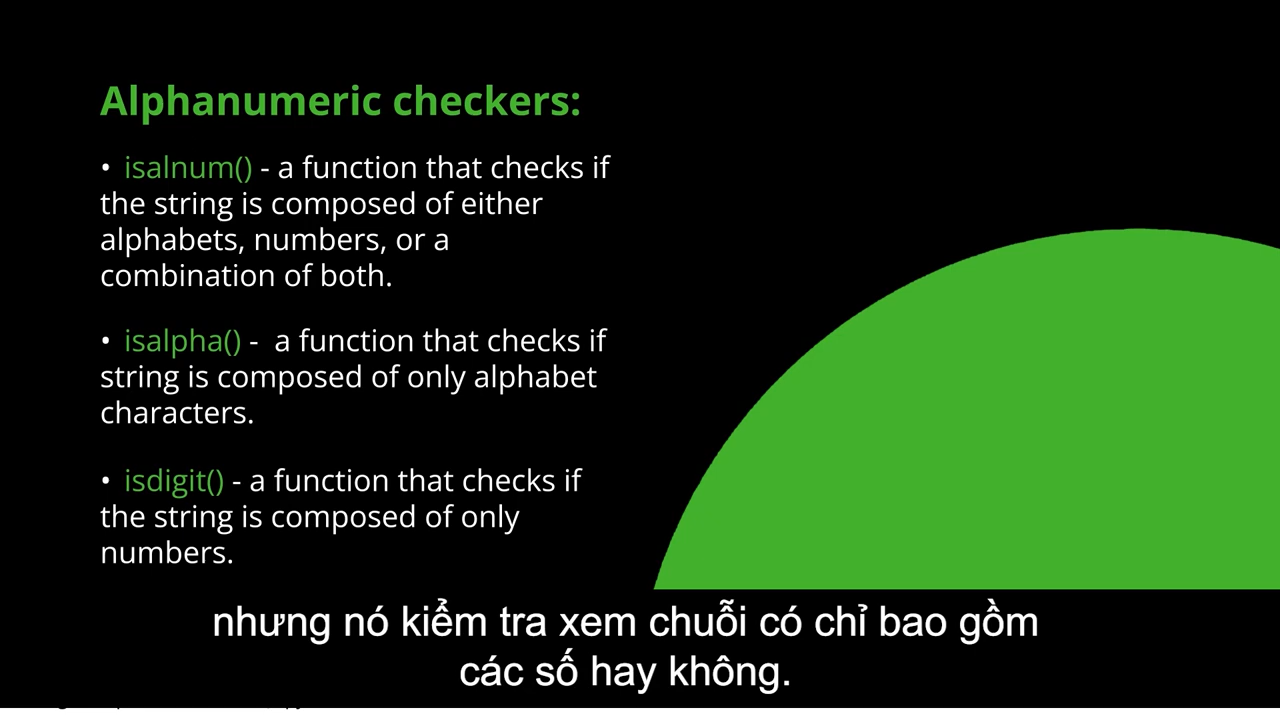 Alphanumeric checkers:
• isalnum() - a function that checks if
the string is composed of either
alphabets, numbers, or a
combination of both.
• isalpha() - a function that checks if
string is composed of only alphabet
characters.
• isdigit() - a function that checks if
the string is composed of only
numbers.
nhưng nó kiểm tra xem chuỗi có chỉ bao gồm
các số hay không.